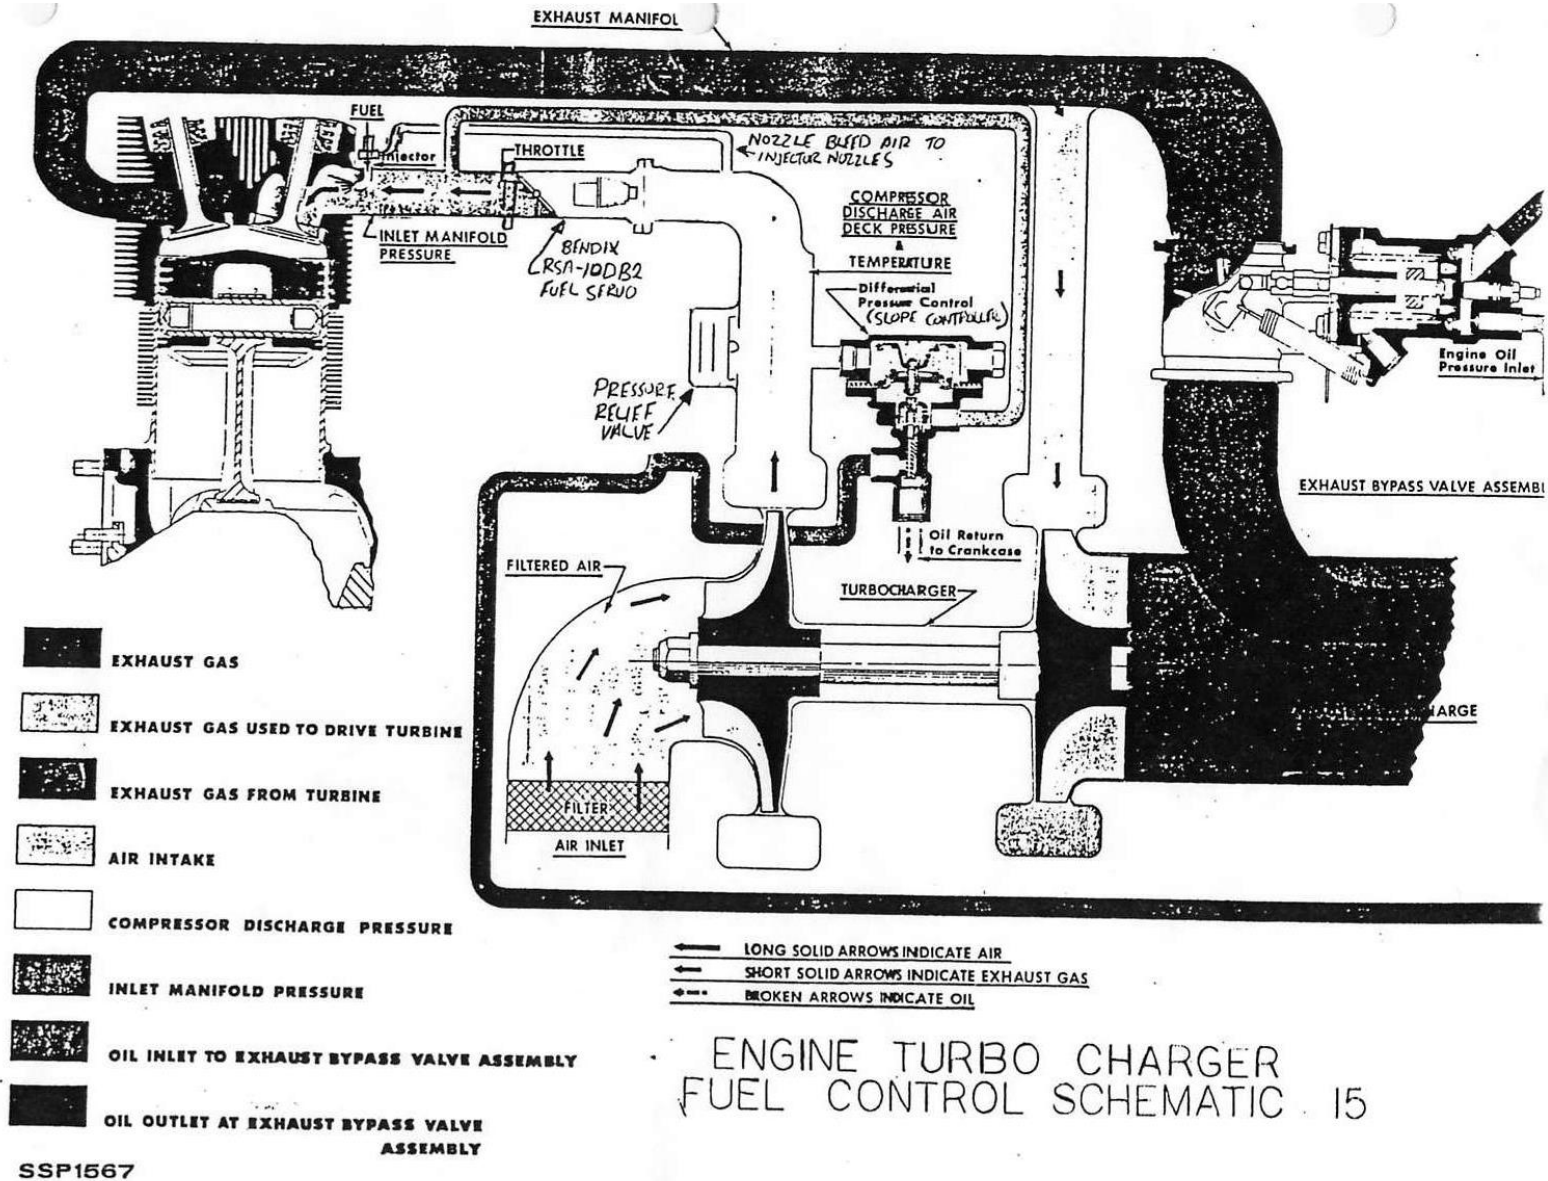 EXHAUST MANIFOL
FUEL
Injector
THROTTLE
NOZZLE BLEED AIR TO
INJECTOR NOZZLES
INLET MANIFOLD
PRESSURE
BENDIX
RSA-10DB2
FUEL SERVO
COMPRESSOR
DISCHARGE AIR
DECK PRESSURE
&
TEMPERATURE
Differential
Pressure Control
(SLOPE CONTROLLER)
PRESSURE
RELIEF
VALVE
Engine Oil
Pressure Inlet
EXHAUST BYPASS VALVE ASSEMBL
Oil Return
to Crankcase
FILTERED AIR
TURBOCHARGER
ARGE
FILTER
AIR INLET
EXHAUST GAS
EXHAUST GAS USED TO DRIVE TURBINE
EXHAUST GAS FROM TURBINE
AIR INTAKE
COMPRESSOR DISCHARGE PRESSURE
INLET MANIFOLD PRESSURE
OIL INLET TO EXHAUST BYPASS VALVE ASSEMBLY
OIL OUTLET AT EXHAUST BYPASS VALVE
ASSEMBLY
LONG SOLID ARROWS INDICATE AIR
SHORT SOLID ARROWS INDICATE EXHAUST GAS
BROKEN ARROWS INDICATE OIL
ENGINE TURBO CHARGER
FUEL CONTROL SCHEMATIC 15
SSP1567